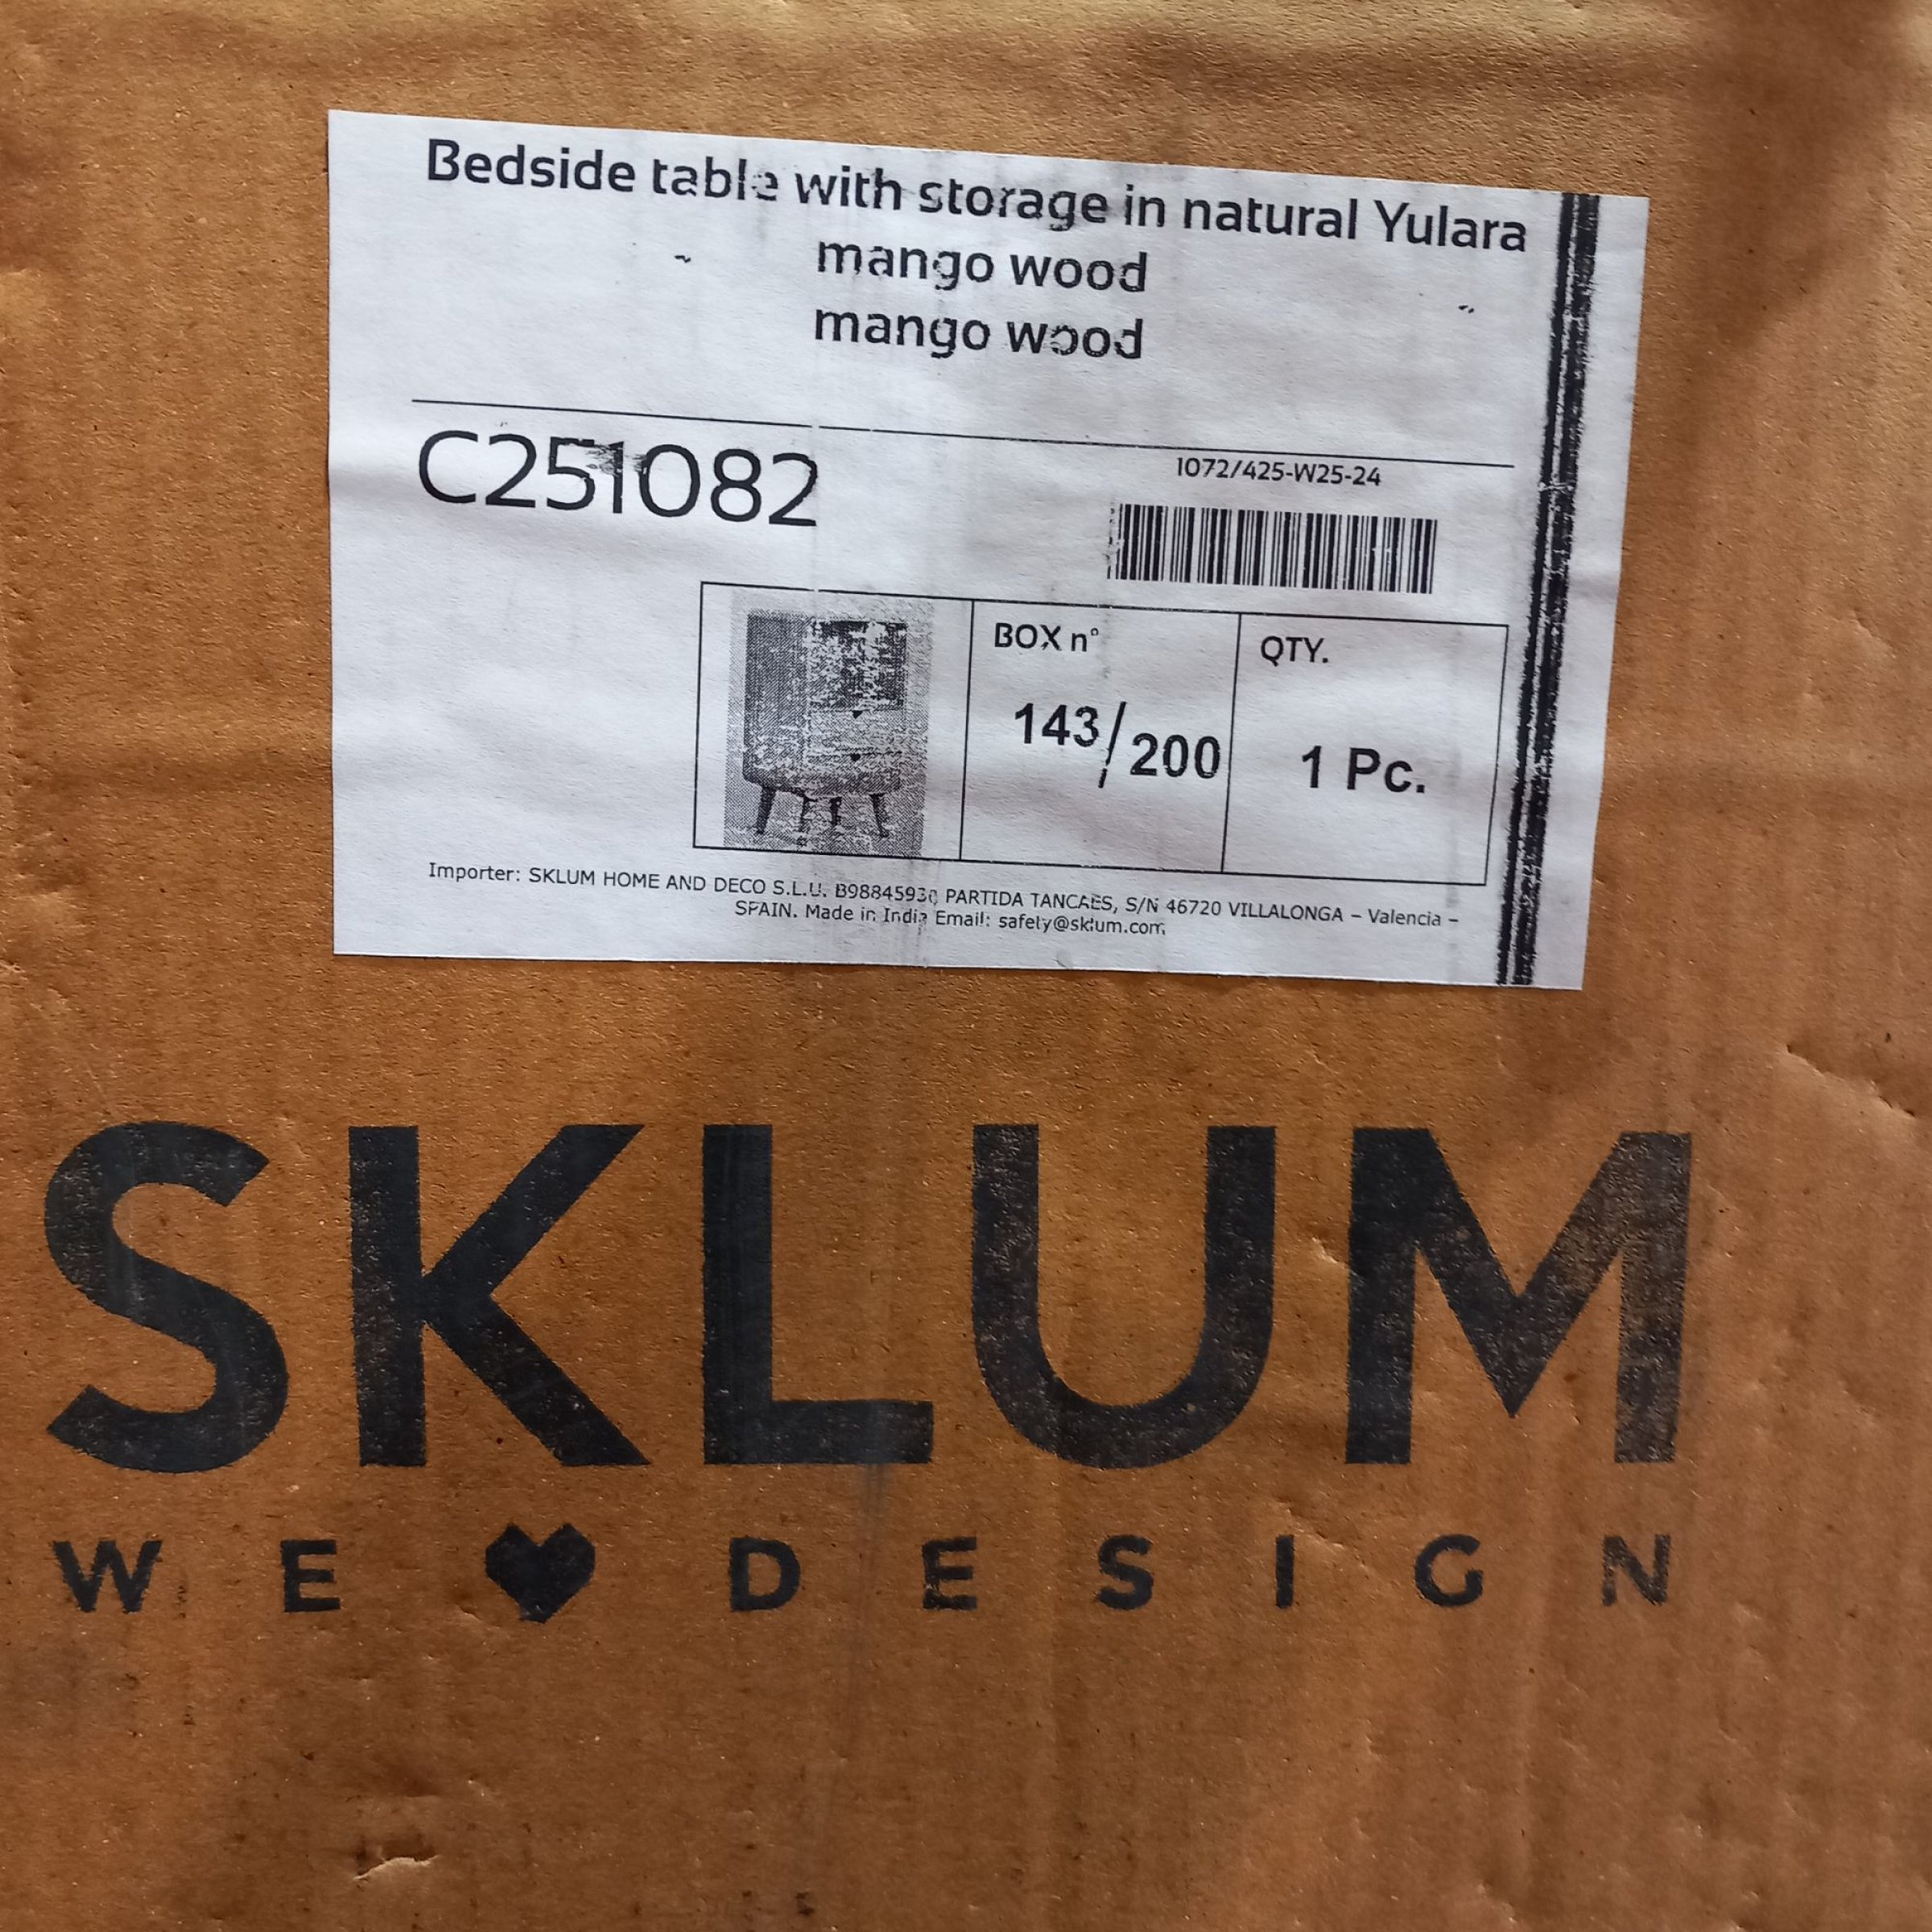 Bedside table with storage in natural Yulara
mango wood
mango wood
C251082
1072/425-W25-24
BOX n°
QTY.
143/200
1 Pc.
Importer: SKLUM HOME AND DECO S.L.U. B98845930 PARTIDA TANCAES, S/N 46720 VILLALONGA – Valencia –
SPAIN. Made in India Email: safety@sklum.com
SKLUM
WE ♥ DESIGN